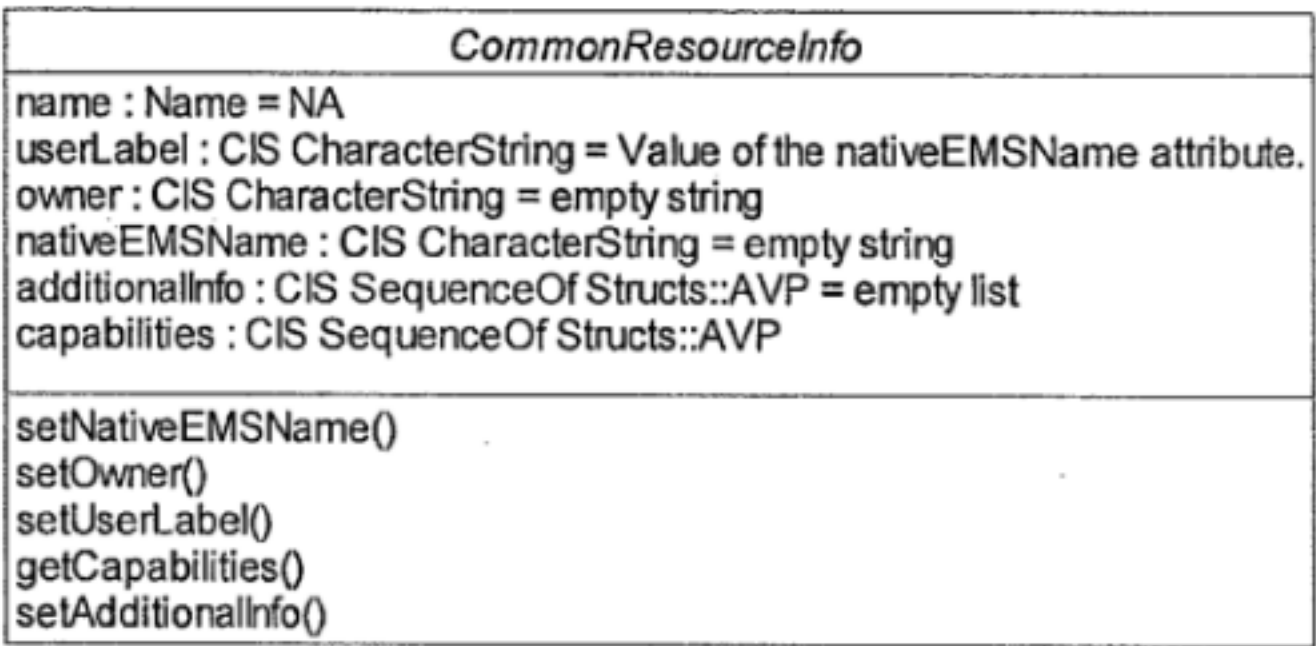 CommonResourceInfo
name : Name = NA
userLabel : CIS CharacterString = Value of the nativeEMSName attribute.
owner : CIS CharacterString = empty string
nativeEMSName : CIS CharacterString = empty string
additionalInfo : CIS SequenceOf Structs::AVP = empty list
capabilities : CIS SequenceOf Structs::AVP
setNativeEMSName()
setOwner()
setUserLabel()
getCapabilities()
setAdditionalInfo()